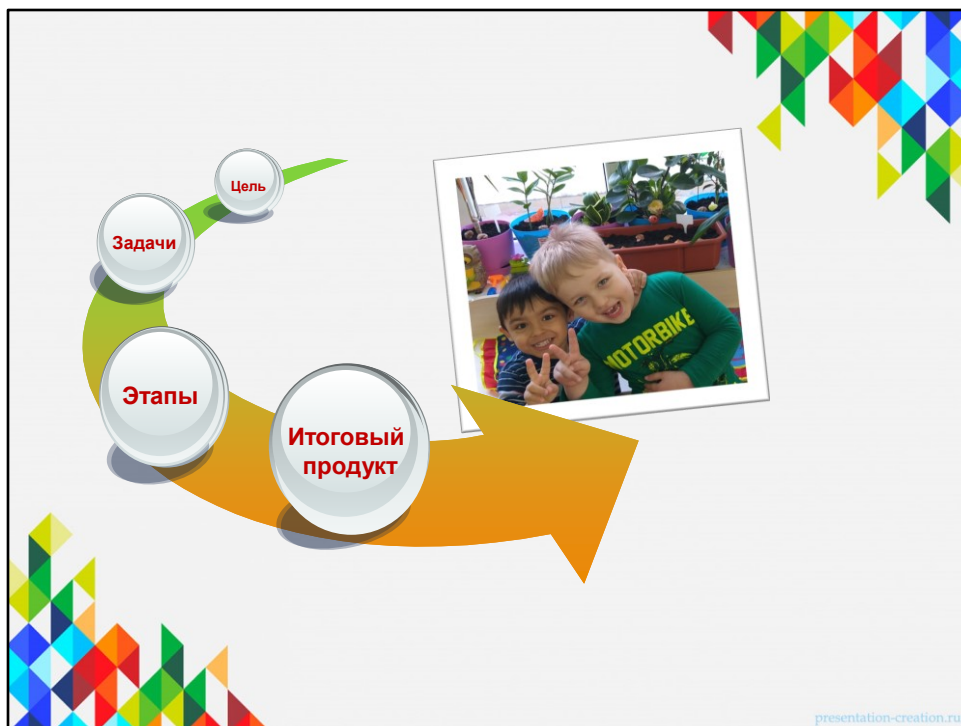 Цель
Задачи
Этапы
Итоговый
продукт
MOTORBIKE
presentation-creation.ru